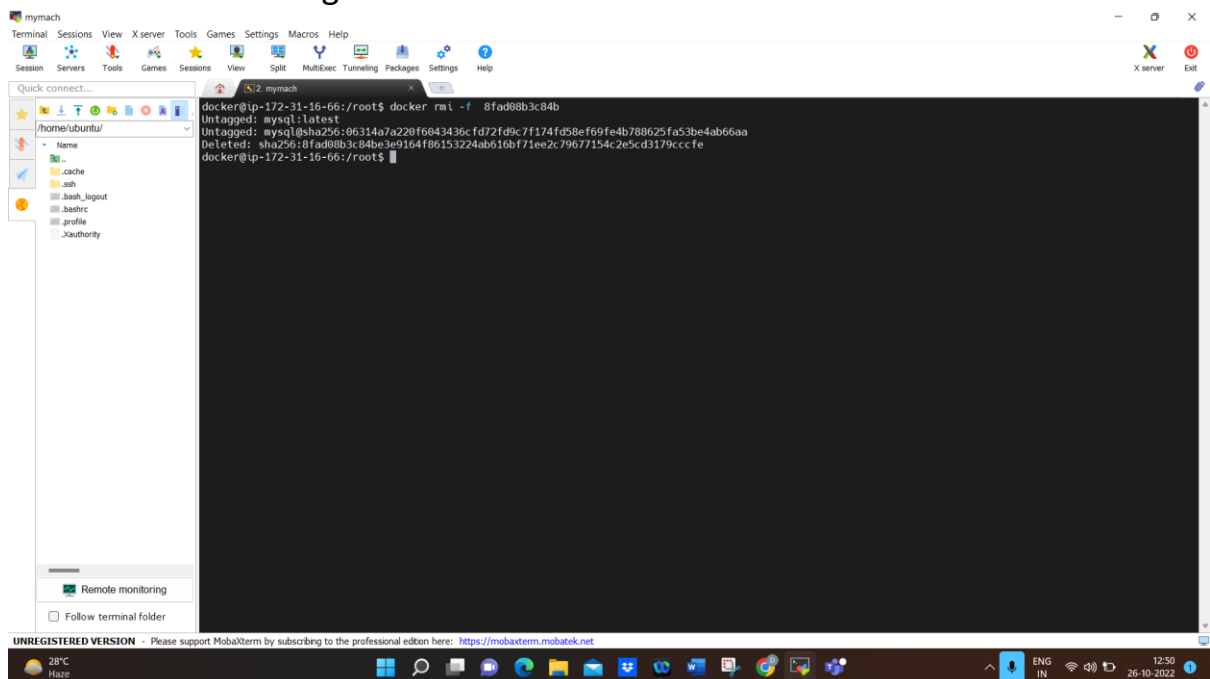 mymach
Terminal Sessions View X server Tools Games Settings Macros Help
Session Servers Tools Games Sessions View Split MultiExec Tunneling Packages Settings Help X server Exit
Quick connect... 2. mymach
/home/ubuntu/
Name
..
.cache
.ssh
.bash_logout
.bashrc
.profile
.Xauthority
docker@ip-172-31-16-66:/root$ docker rmi -f 8fad08b3c84b
Untagged: mysql:latest
Untagged: mysql@sha256:06314a7a220f6043436cfd72fd9c7f174fd58ef69fe4b788625fa53be4ab66aa
Deleted: sha256:8fad08b3c84be3e9164f86153224ab616bf71ee2c79677154c2e5cd3179cccfe
docker@ip-172-31-16-66:/root$
Remote monitoring
Follow terminal folder
UNREGISTERED VERSION - Please support MobaXterm by subscribing to the professional edition here: https://mobaxterm.mobatek.net
28°C
Haze
ENG
IN
12:50
26-10-2022
1